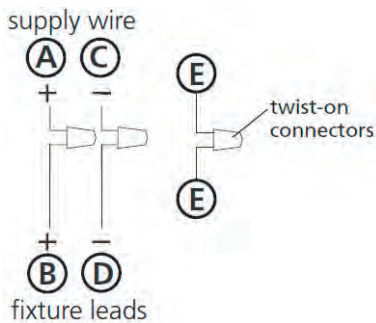 supply wire
A C
+ −
E
twist-on
connectors
E
+ −
B D
fixture leads